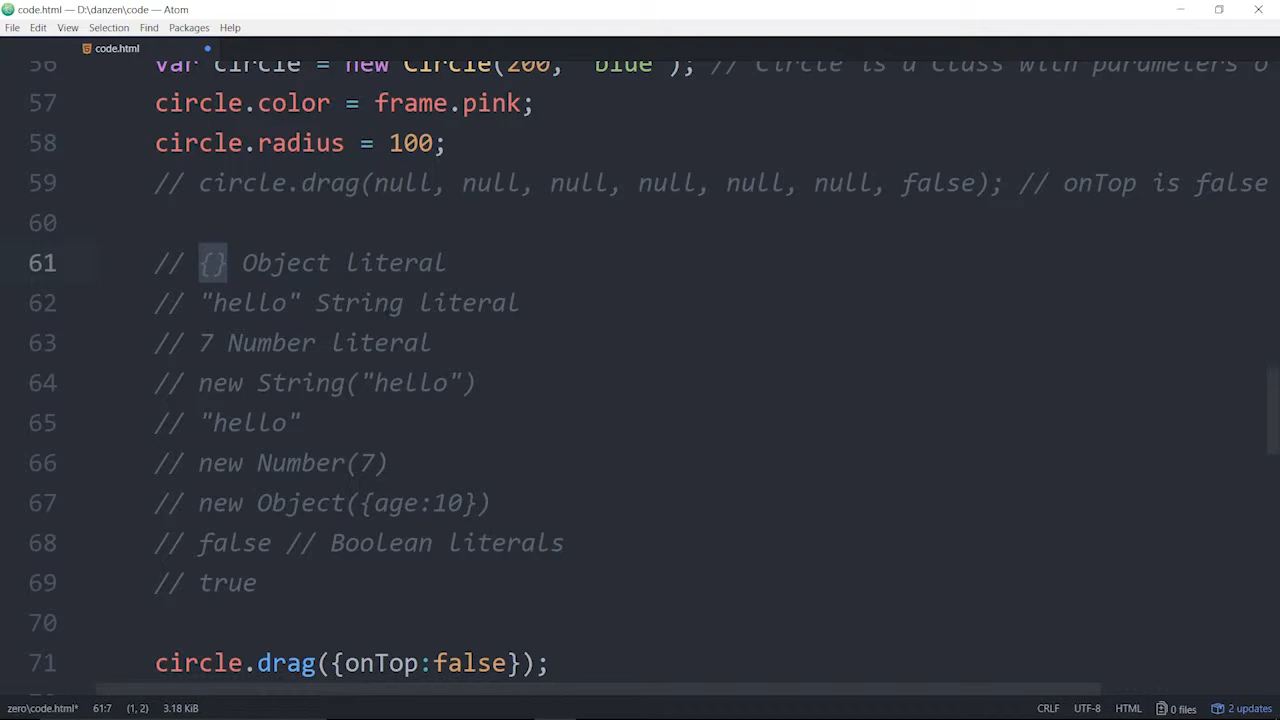 code.html — D:\danzen\code — Atom
File Edit View Selection Find Packages Help
code.html
56 var circle = new Circle(200, "blue"); // Circle is a Class with parameters o
57 circle.color = frame.pink;
58 circle.radius = 100;
59 // circle.drag(null, null, null, null, null, null, false); // onTop is false
60
61 // {} Object literal
62 // "hello" String literal
63 // 7 Number literal
64 // new String("hello")
65 // "hello"
66 // new Number(7)
67 // new Object({age:10})
68 // false // Boolean literals
69 // true
70
71 circle.drag({onTop:false});
zero\code.html* 61:7 (1, 2) 3.18 KiB CRLF UTF-8 HTML 0 files 2 updates